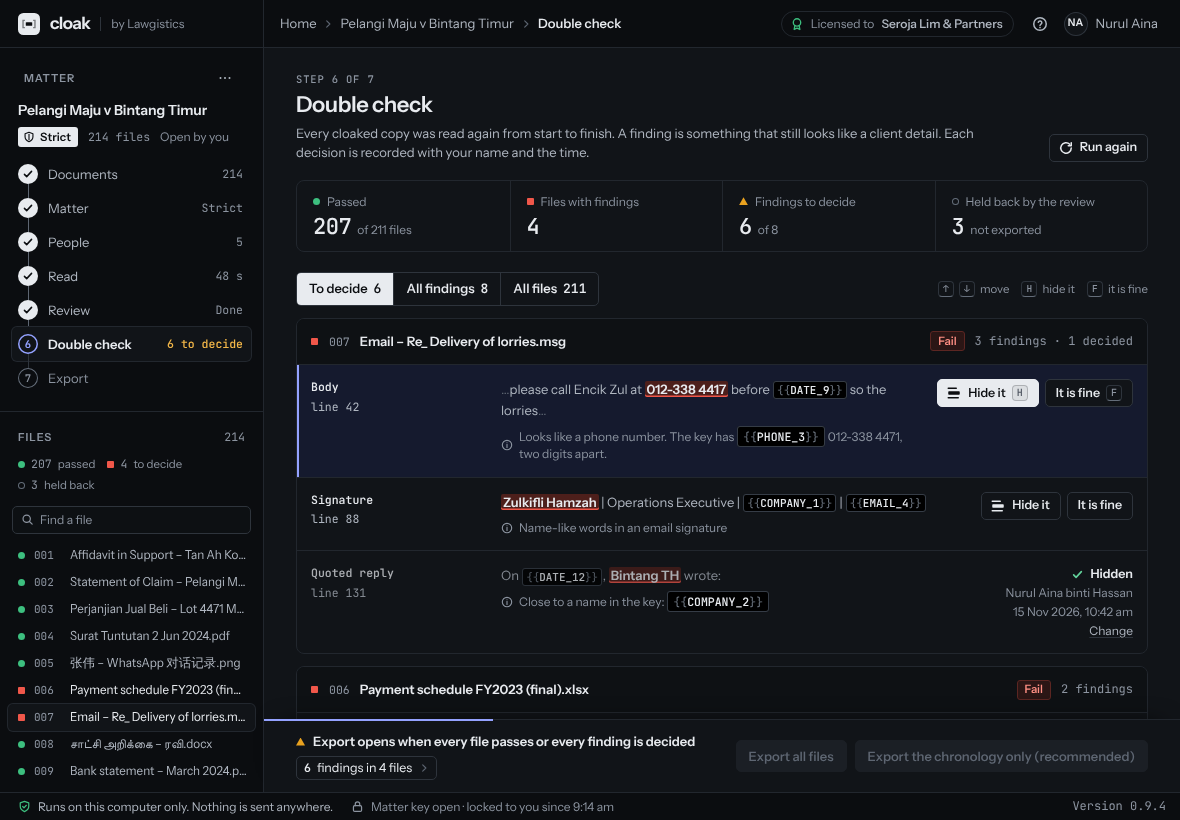 cloak | by Lawgistics
Home > Pelangi Maju v Bintang Timur > Double check
Licensed to Seroja Lim & Partners
NA Nurul Aina
MATTER ...
Pelangi Maju v Bintang Timur
Strict 214 files Open by you
Documents 214
Matter Strict
People 5
Read 48 s
Review Done
6 Double check 6 to decide
7 Export
FILES 214
207 passed 4 to decide
3 held back
Find a file
001 Affidavit in Support – Tan Ah Ko...
002 Statement of Claim – Pelangi M...
003 Perjanjian Jual Beli – Lot 4471 M...
004 Surat Tuntutan 2 Jun 2024.pdf
005 张伟 – WhatsApp 对话记录.png
006 Payment schedule FY2023 (fin...
007 Email – Re_ Delivery of lorries.m...
008 சாட்சி அறிக்கை – ரவி.docx
009 Bank statement – March 2024.p...
STEP 6 OF 7
Double check
Every cloaked copy was read again from start to finish. A finding is something that still looks like a client detail. Each
decision is recorded with your name and the time.
Run again
Passed
207 of 211 files
Files with findings
4
Findings to decide
6 of 8
Held back by the review
3 not exported
To decide 6 All findings 8 All files 211
↑ ↓ move H hide it F it is fine
007 Email – Re_ Delivery of lorries.msg Fail 3 findings · 1 decided
Body
line 42
…please call Encik Zul at 012-338 4417 before {{DATE_9}} so the
lorries…
Looks like a phone number. The key has {{PHONE_3}} 012-338 4471,
two digits apart.
Hide it H It is fine F
Signature
line 88
Zulkifli Hamzah | Operations Executive | {{COMPANY_1}} | {{EMAIL_4}}
Name-like words in an email signature
Hide it It is fine
Quoted reply
line 131
On {{DATE_12}}, Bintang TH wrote:
Close to a name in the key: {{COMPANY_2}}
Hidden
Nurul Aina binti Hassan
15 Nov 2026, 10:42 am
Change
006 Payment schedule FY2023 (final).xlsx Fail 2 findings
Export opens when every file passes or every finding is decided
6 findings in 4 files >
Export all files Export the chronology only (recommended)
Runs on this computer only. Nothing is sent anywhere. Matter key open · locked to you since 9:14 am
Version 0.9.4